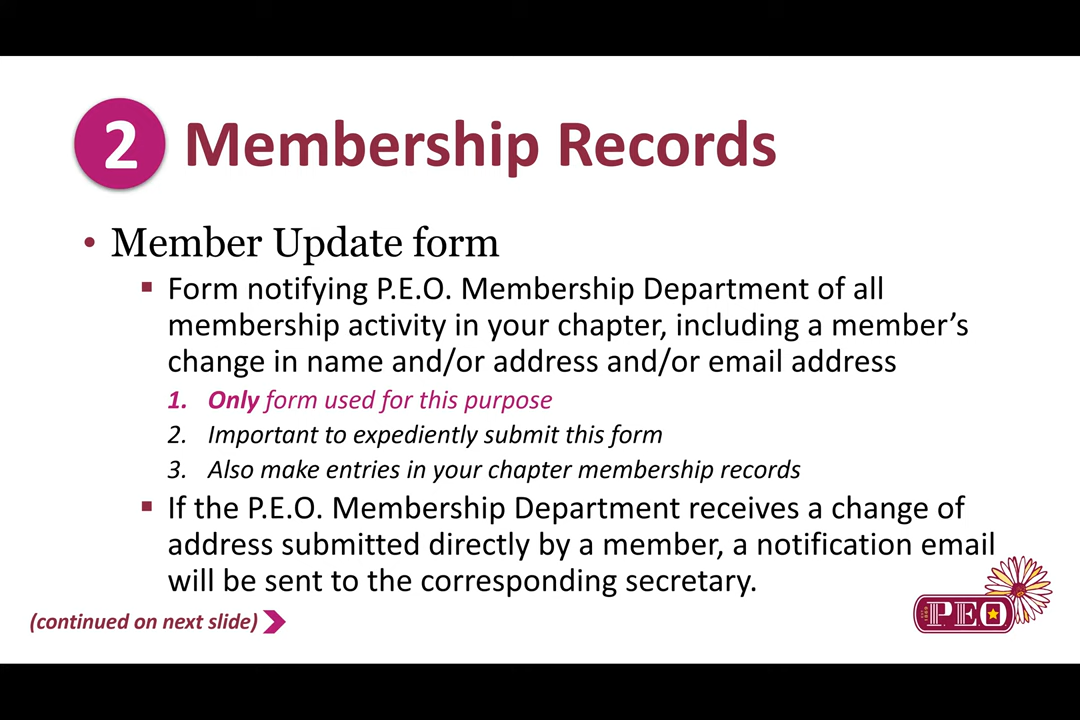 2 Membership Records
• Member Update form
▪ Form notifying P.E.O. Membership Department of all
membership activity in your chapter, including a member’s
change in name and/or address and/or email address
1. Only form used for this purpose
2. Important to expediently submit this form
3. Also make entries in your chapter membership records
▪ If the P.E.O. Membership Department receives a change of
address submitted directly by a member, a notification email
will be sent to the corresponding secretary.
(continued on next slide)
PEO